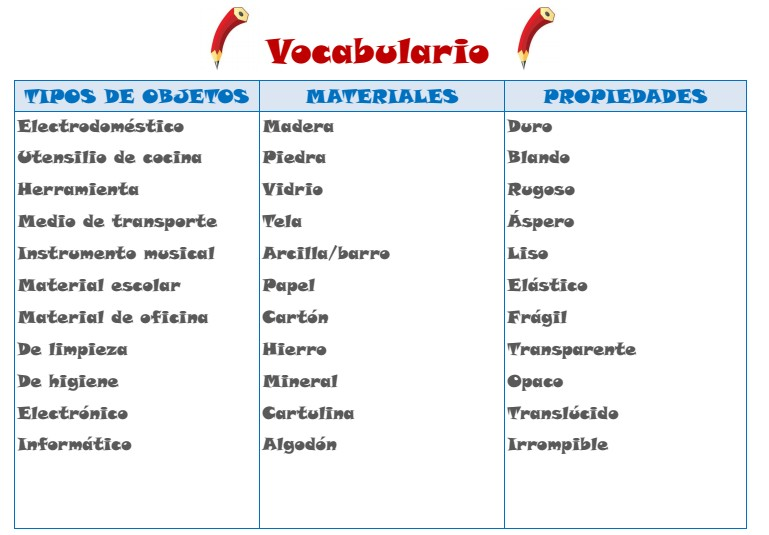 Vocabulario
TIPOS DE OBJETOS MATERIALES PROPIEDADES
Electrodoméstico Madera Duro
Utensilio de cocina Piedra Blando
Herramienta Vidrio Rugoso
Medio de transporte Tela Áspero
Instrumento musical Arcilla/barro Liso
Material escolar Papel Elástico
Material de oficina Cartón Frágil
De limpieza Hierro Transparente
De higiene Mineral Opaco
Electrónico Cartulina Translúcido
Informático Algodón Irrompible